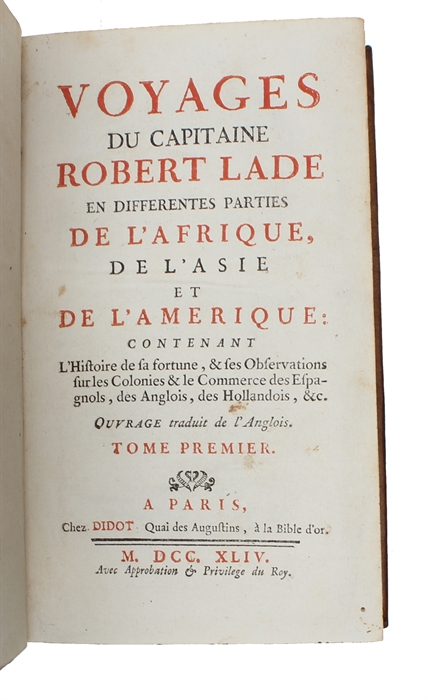 VOYAGES
DU CAPITAINE
ROBERT LADE
EN DIFFERENTES PARTIES
DE L'AFRIQUE,
DE L'ASIE
ET
DE L'AMERIQUE:
CONTENANT
L'Hiſtoire de ſa fortune, & ſes Obſervations
ſur les Colonies & le Commerce des Eſpa-
gnols, des Anglois, des Hollandois, &c.
OUVRAGE traduit de l'Anglois.
TOME PREMIER.
A PARIS,
Chez DIDOT Quai des Auguſtins, à la Bible d'or.
M. DCC. XLIV.
Avec Approbation & Privilege du Roy.